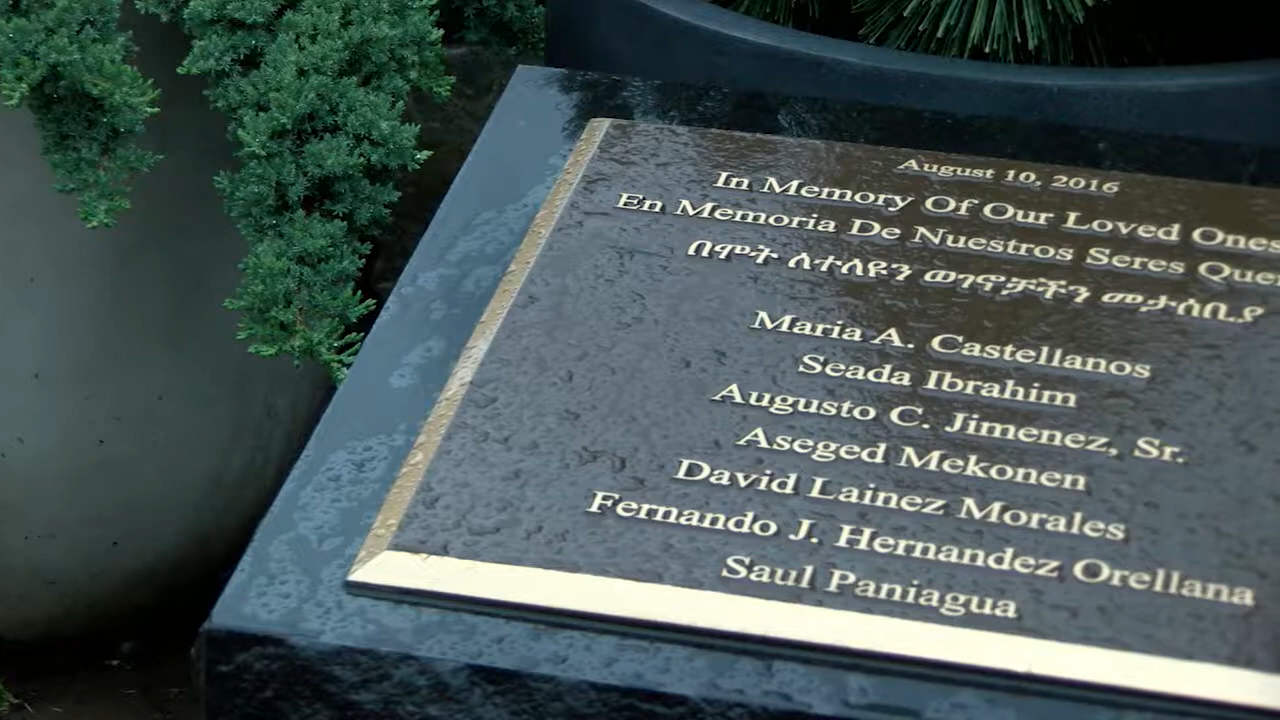 August 10, 2016
In Memory Of Our Loved Ones
En Memoria De Nuestros Seres
በሞት ለተለዩን ወገኖቻችን መታሰቢያ
Maria A. Castellanos
Seada Ibrahim
Augusto C. Jimenez, Sr.
Aseged Mekonen
David Lainez Morales
Fernando J. Hernandez Orellana
Saul Paniagua